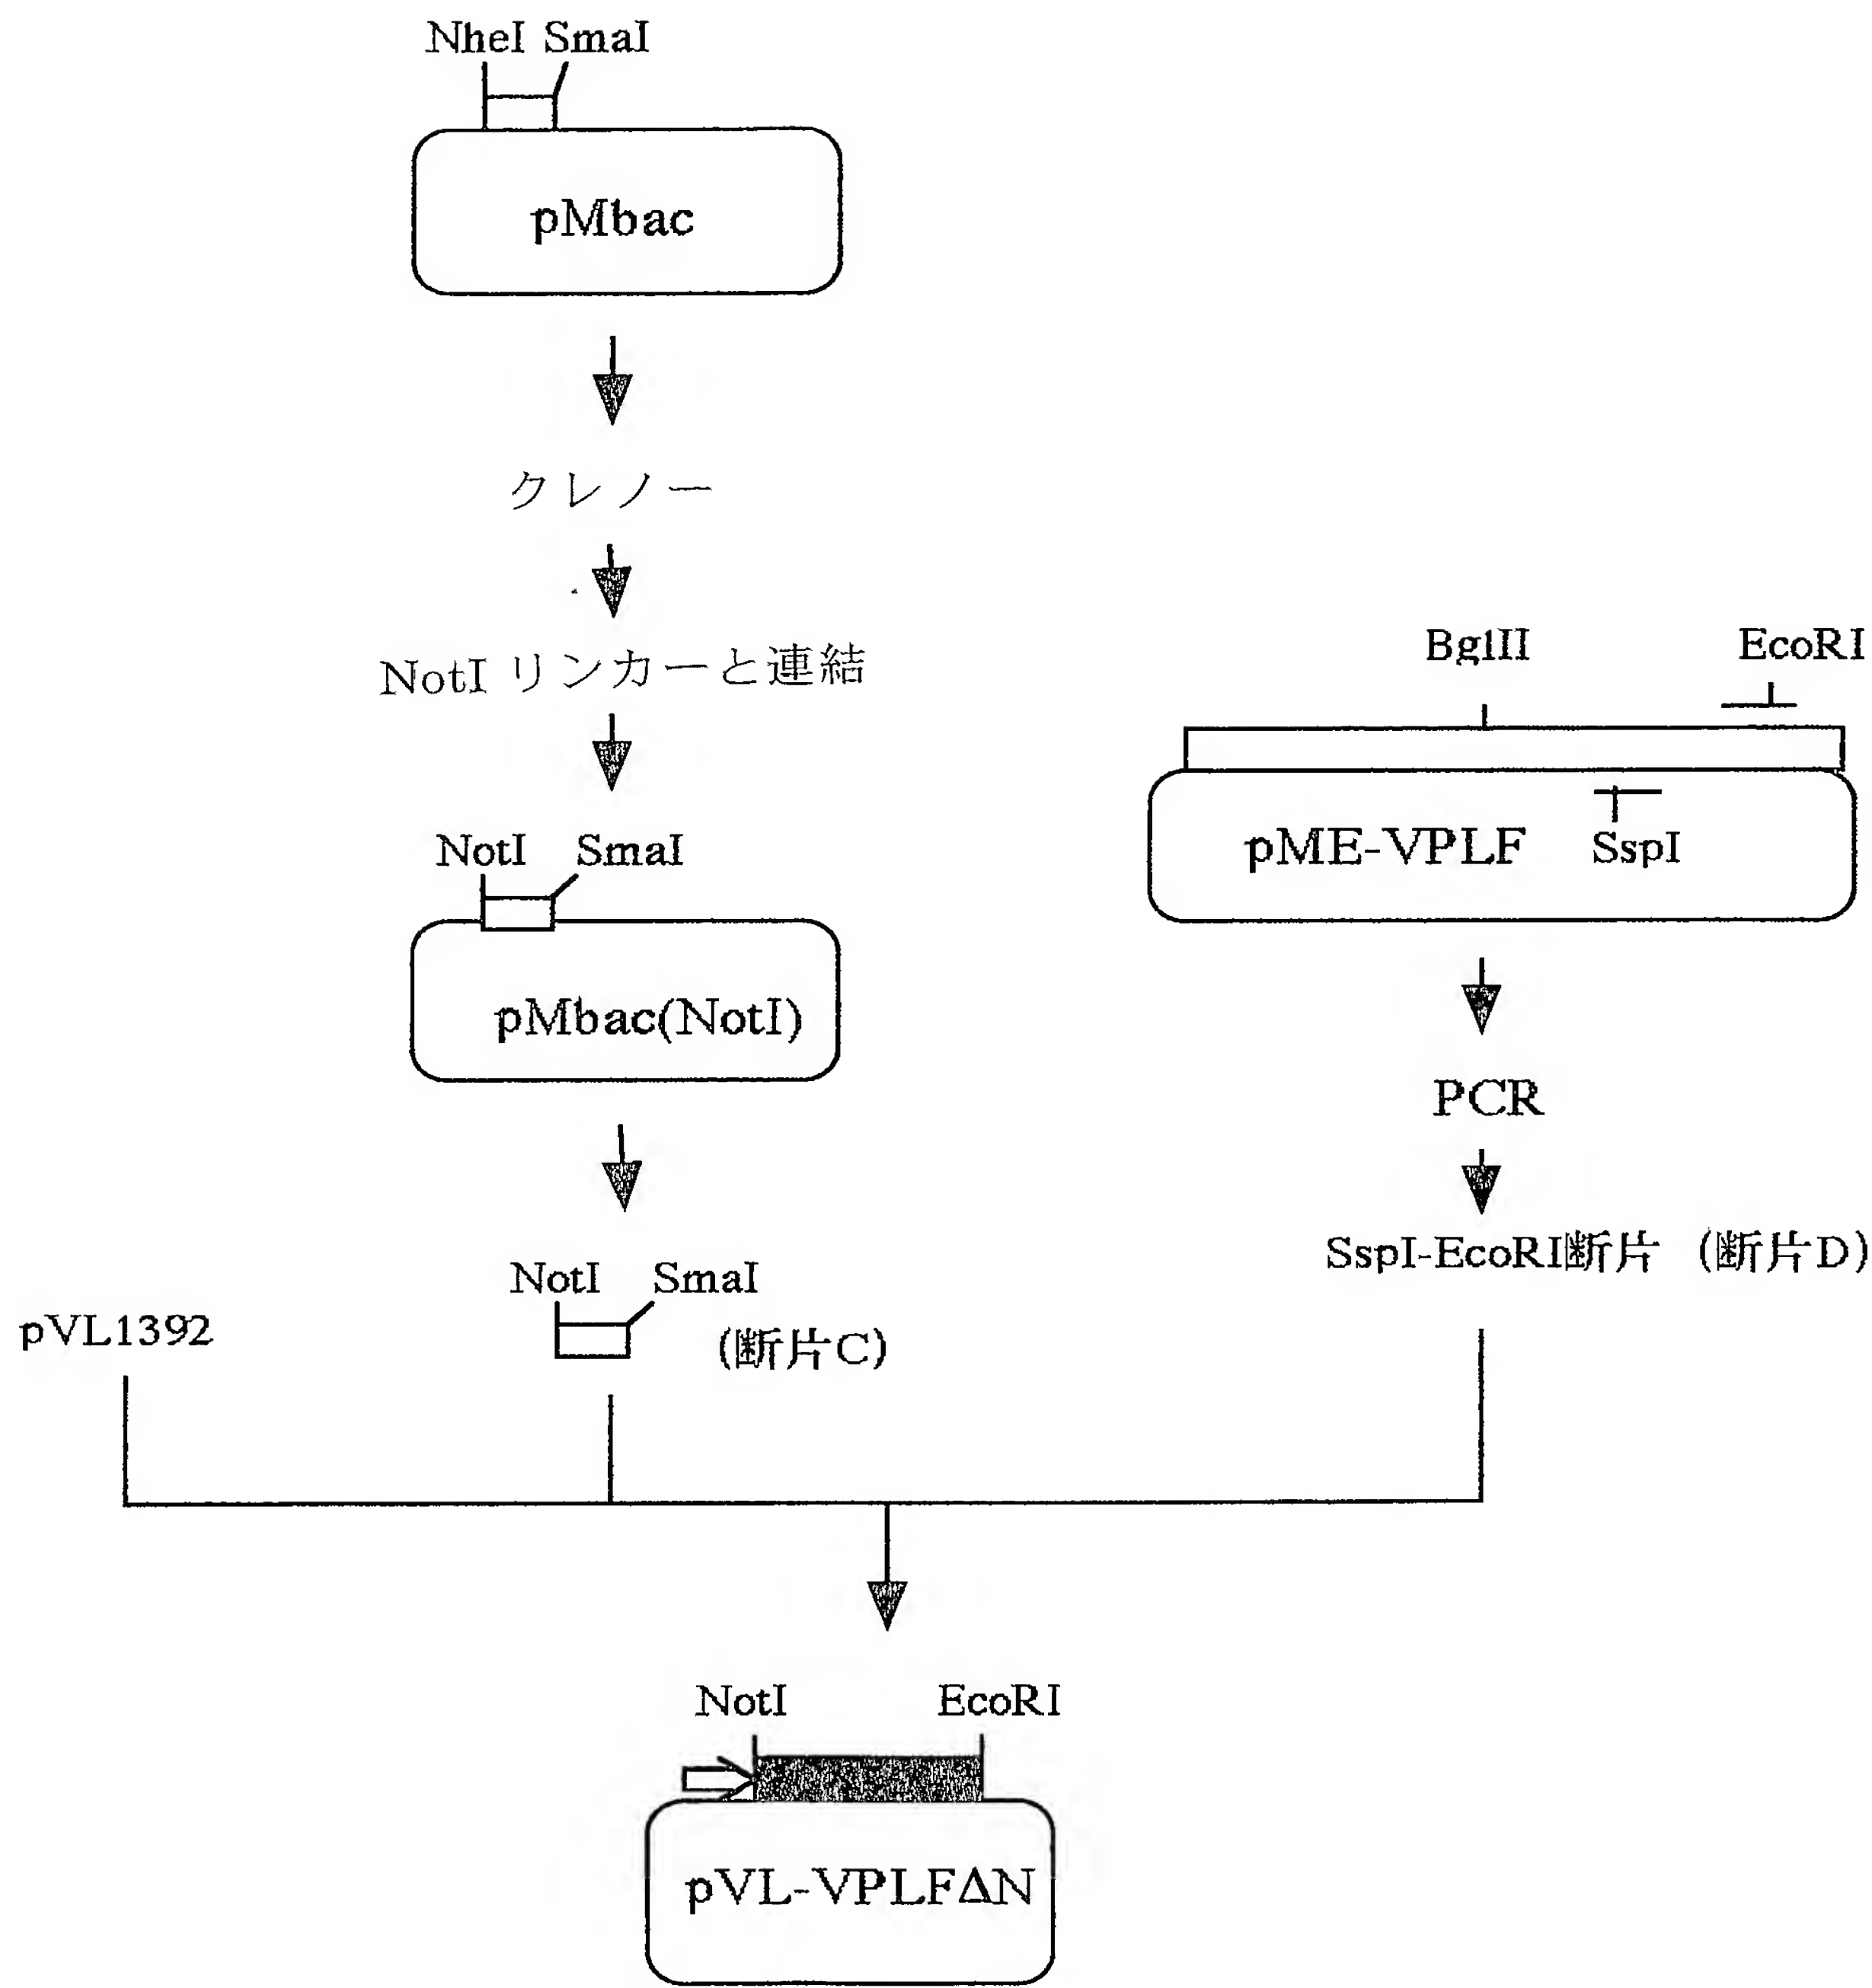 NheI SmaI
pMbac
クレノー
NotI リンカーと連結
NotI SmaI
pMbac(NotI)
BglII EcoRI
pME-VPLF SspI
PCR
SspI-EcoRI断片 (断片D)
NotI SmaI
(断片C)
pVL1392
NotI EcoRI
pVL-VPLFΔN